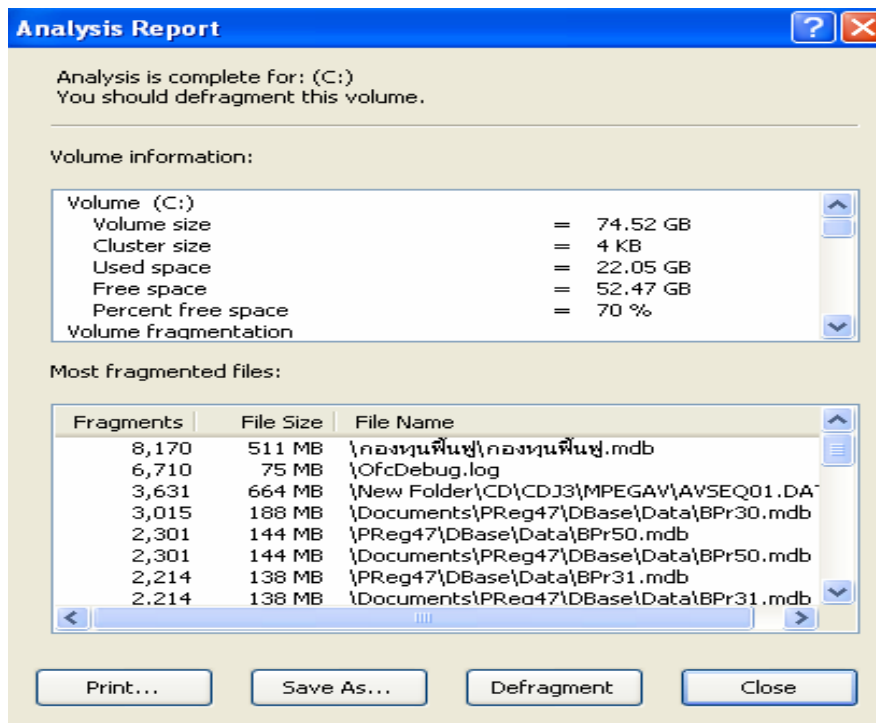 Analysis Report
Analysis is complete for: (C:)
You should defragment this volume.
Volume information:
Volume (C:)
Volume size = 74.52 GB
Cluster size = 4 KB
Used space = 22.05 GB
Free space = 52.47 GB
Percent free space = 70 %
Volume fragmentation
Most fragmented files:
Fragments File Size File Name
8,170 511 MB \กองทุนฟื้นฟู\กองทุนฟื้นฟู.mdb
6,710 75 MB \OfcDebug.log
3,631 664 MB \New Folder\CD\CDJ3\MPEGAV\AVSEQ01.DAT
3,015 188 MB \Documents\PReg47\DBase\Data\BPr30.mdb
2,301 144 MB \PReg47\DBase\Data\BPr50.mdb
2,301 144 MB \Documents\PReg47\DBase\Data\BPr50.mdb
2,214 138 MB \PReg47\DBase\Data\BPr31.mdb
2,214 138 MB \Documents\PReg47\DBase\Data\BPr31.mdb
Print... Save As... Defragment Close